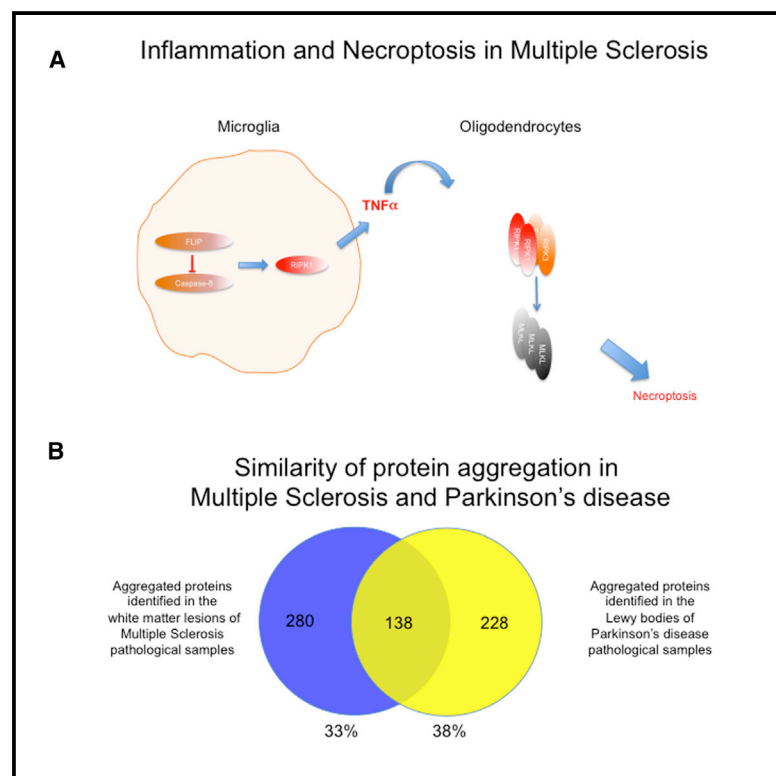 A
Inflammation and Necroptosis in Multiple Sclerosis
Microglia
Oligodendrocytes
TNFα
FLIP
Caspase-8
RIPK1
RIPK1
RIPK1
RIPK3
MLKL
MLKL
MLKL
Necroptosis
B
Similarity of protein aggregation in
Multiple Sclerosis and Parkinson's disease
Aggregated proteins
identified in the
white matter lesions of
Multiple Sclerosis
pathological samples
280
138
228
Aggregated proteins
identified in the
Lewy bodies of
Parkinson's disease
pathological samples
33%
38%